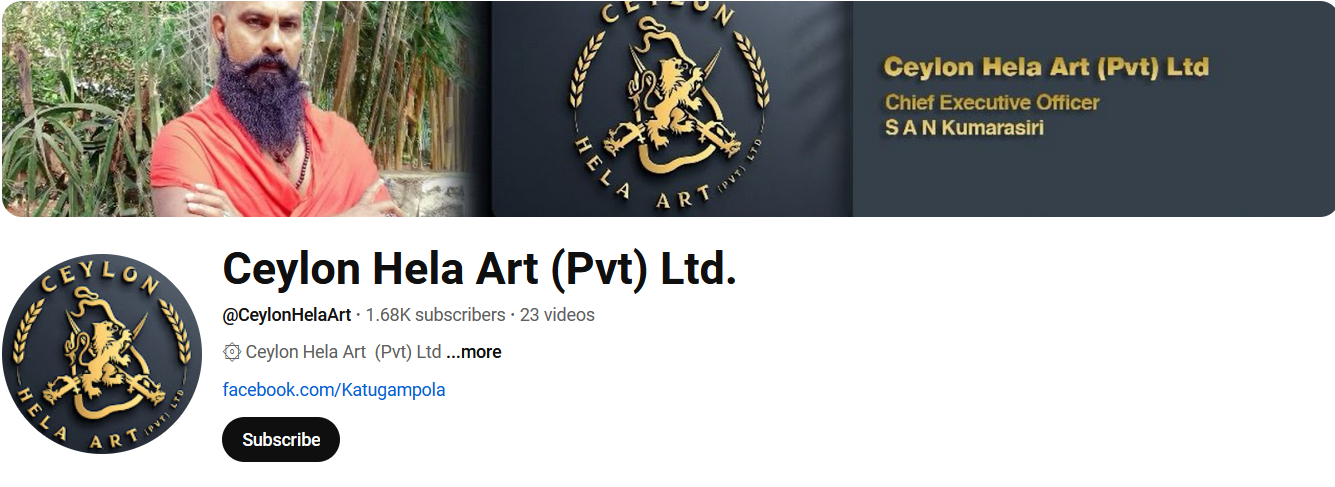 CEYLON
HELA ART (PVT) LTD
Ceylon Hela Art (Pvt) Ltd
Chief Executive Officer
S A N Kumarasiri
CEYLON
HELA ART (PVT) LTD
Ceylon Hela Art (Pvt) Ltd.
@CeylonHelaArt · 1.68K subscribers · 23 videos
Ceylon Hela Art (Pvt) Ltd ...more
facebook.com/Katugampola
Subscribe